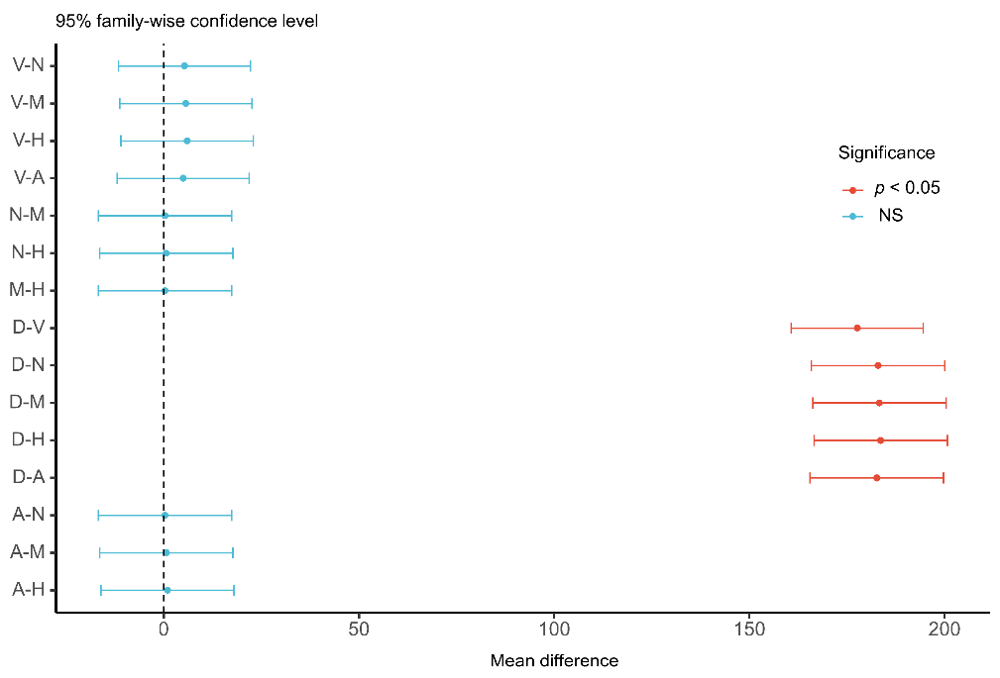 95% family-wise confidence level
V-N
V-M
V-H
V-A
N-M
N-H
M-H
D-V
D-N
D-M
D-H
D-A
A-N
A-M
A-H
Significance
p < 0.05
NS
0 50 100 150 200
Mean difference